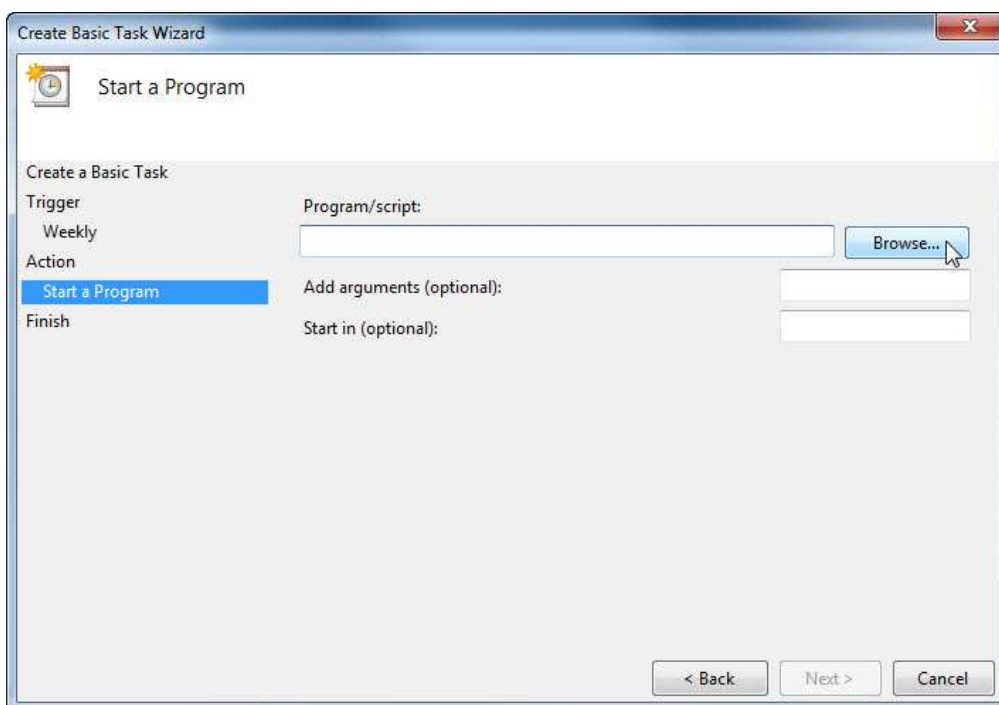 Create Basic Task Wizard
Start a Program
Create a Basic Task
Trigger
Weekly
Action
Start a Program
Finish
Program/script:
Browse...
Add arguments (optional):
Start in (optional):
< Back
Next >
Cancel